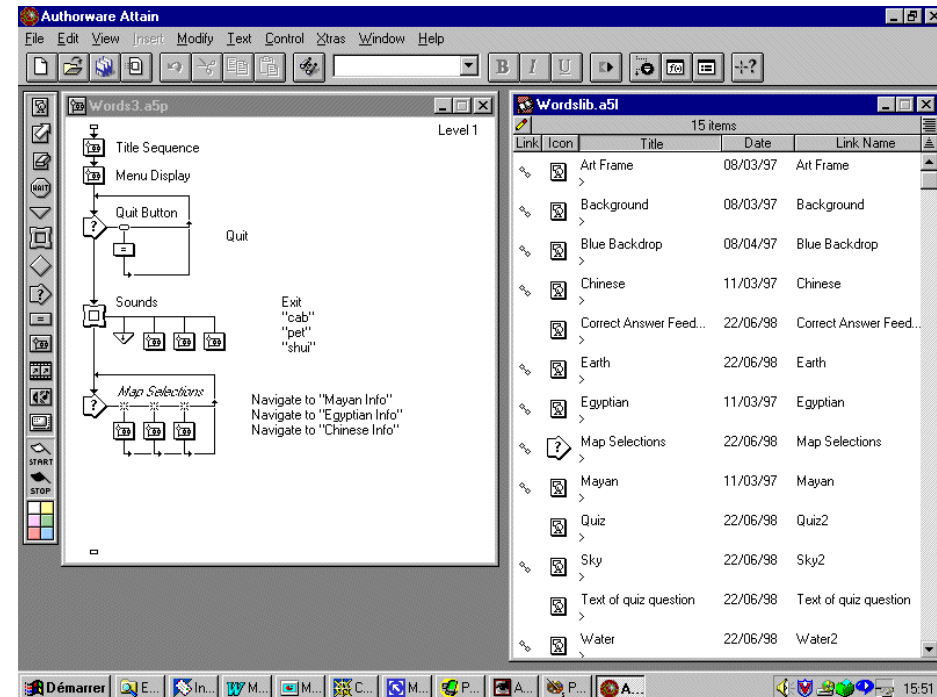 Authorware Attain
File Edit View Insert Modify Text Control Xtras Window Help
B I U
Words3.a5p
Level 1
Title Sequence
Menu Display
Quit Button
Quit
Sounds
Exit
"cab"
"pet"
"shui"
Map Selections
Navigate to "Mayan Info"
Navigate to "Egyptian Info"
Navigate to "Chinese Info"
WAIT
START
STOP
Wordslib.a5l
15 items
Link Icon Title Date Link Name
Art Frame 08/03/97 Art Frame
>
Background 08/03/97 Background
>
Blue Backdrop 08/04/97 Blue Backdrop
>
Chinese 11/03/97 Chinese
>
Correct Answer Feed... 22/06/98 Correct Answer Feed...
>
Earth 22/06/98 Earth
>
Egyptian 11/03/97 Egyptian
>
Map Selections 22/06/98 Map Selections
>
Mayan 11/03/97 Mayan
>
Quiz 22/06/98 Quiz2
>
Sky 22/06/98 Sky2
>
Text of quiz question 22/06/98 Text of quiz question
>
Water 22/06/98 Water2
>
Démarrer E... In... M... M... C... M... P... A... P... A... 15:51